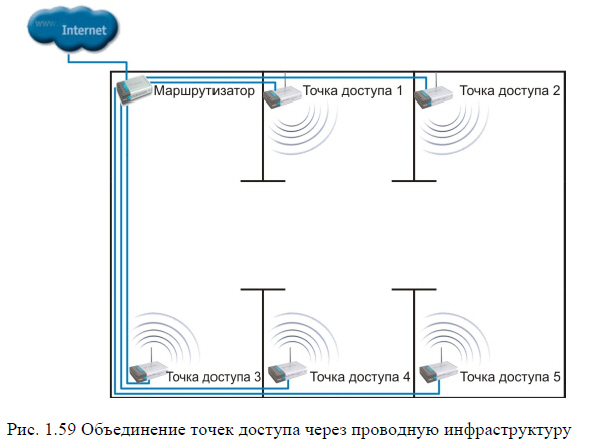 www
Internet
Маршрутизатор
Точка доступа 1
Точка доступа 2
Точка доступа 3
Точка доступа 4
Точка доступа 5
Рис. 1.59 Объединение точек доступа через проводную инфраструктуру